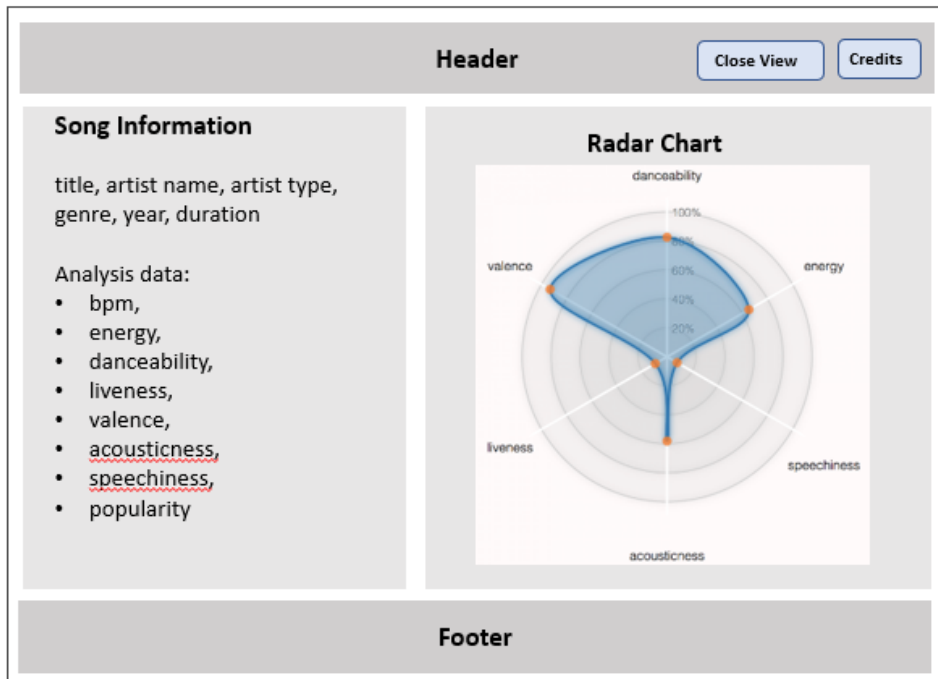 Header
Close View
Credits
Song Information
title, artist name, artist type,
genre, year, duration
Analysis data:
• bpm,
• energy,
• danceability,
• liveness,
• valence,
• acousticness,
• speechiness,
• popularity
Radar Chart
danceability
100%
80%
60%
40%
20%
valence
energy
liveness
speechiness
acousticness
Footer